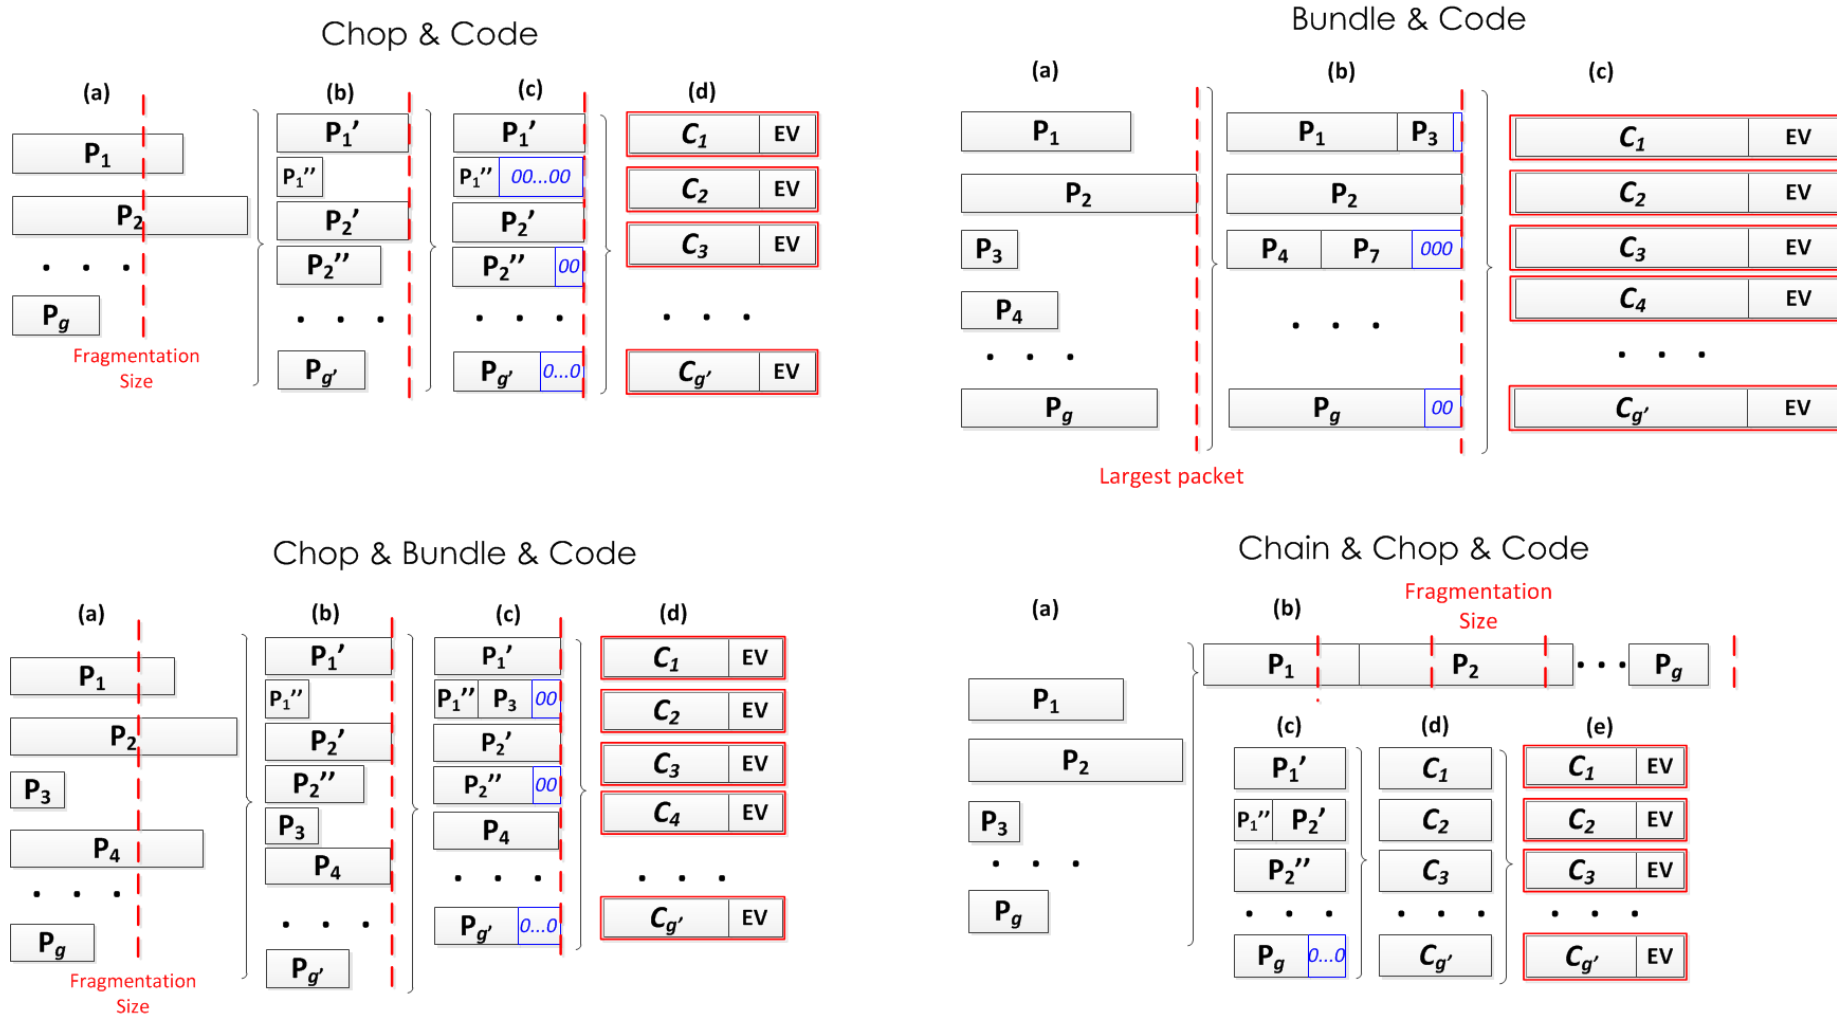 Chop & Code
(a) (b) (c) (d)
P1 P1’ P1’ C1 EV
P1’’ P1’’ 00...00
P2 P2’ P2’ C2 EV
P2’’ P2’’ 00 C3 EV
. . .
Pg . . . . . . . . .
Fragmentation
Size
Pg’ Pg’ 0...0 Cg’ EV
Bundle & Code
(a) (b) (c)
P1 P1 P3 C1 EV
P2 P2 C2 EV
P3 P4 P7 000 C3 EV
P4 C4 EV
. . . . . . . . .
Pg Pg 00 Cg’ EV
Largest packet
Chop & Bundle & Code
(a) (b) (c) (d)
P1 P1’ P1’ C1 EV
P1’’ P1’’ P3 00
P2 P2’ P2’ C2 EV
P3 P2’’ P2’’ 00 C3 EV
P3
P4 P4 P4 C4 EV
. . . . . . . . . . . .
Pg Pg’ Pg’ 0...0 Cg’ EV
Fragmentation
Size
Chain & Chop & Code
(a) (b) Fragmentation
Size
P1 P2 ... Pg
P1
(c) (d) (e)
P2 P1’ C1 C1 EV
P3 P1’’ P2’ C2 C2 EV
P2’’ C3 C3 EV
. . . . . . . . . . . .
Pg Pg 0...0 Cg’ Cg’ EV